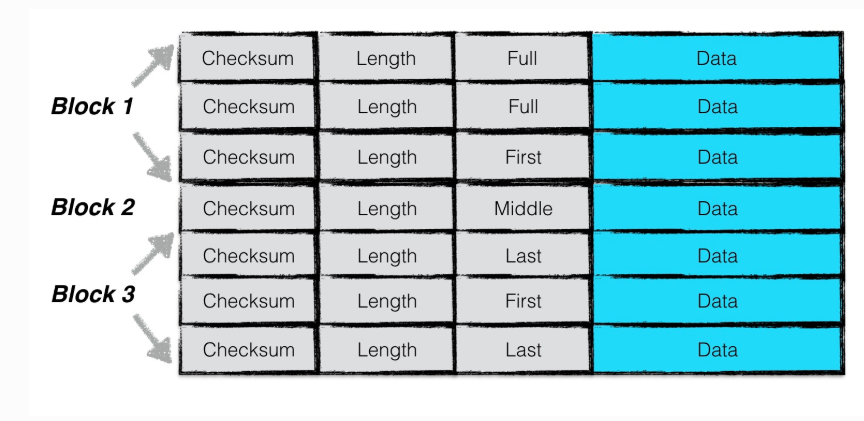 Checksum Length Full Data
Block 1 Checksum Length Full Data
Checksum Length First Data
Block 2 Checksum Length Middle Data
Checksum Length Last Data
Block 3 Checksum Length First Data
Checksum Length Last Data